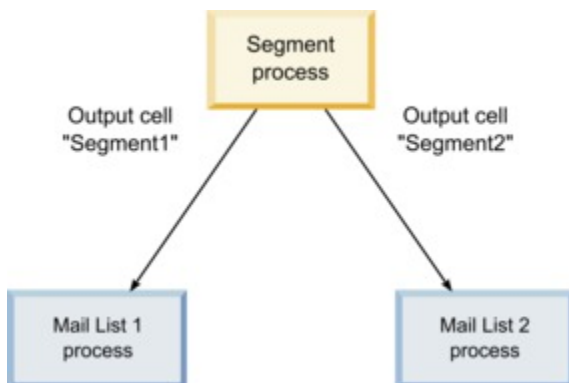 Segment
process
Output cell
"Segment1"
Output cell
"Segment2"
Mail List 1
process
Mail List 2
process